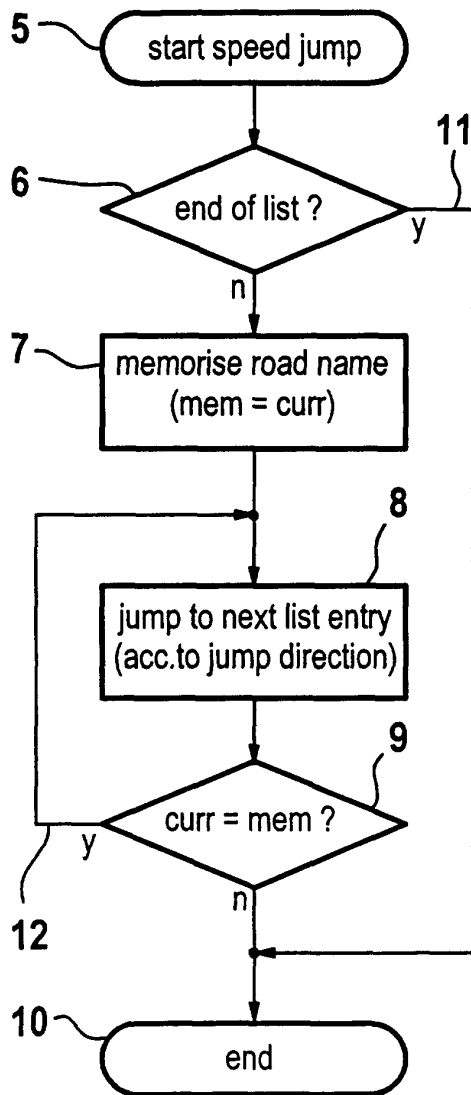 5
start speed jump
11
6
end of list ?
y
n
7
memorise road name
(mem = curr)
8
jump to next list entry
(acc.to jump direction)
9
curr = mem ?
y
12
n
10
end